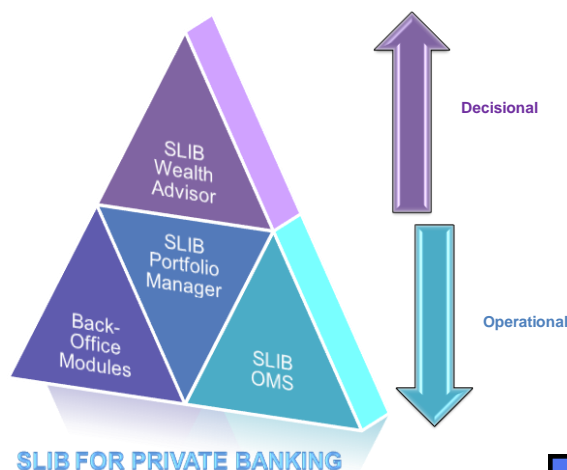 SLIB
Wealth
Advisor
Decisional
SLIB
Portfolio
Manager
Back-
Office
Modules
SLIB
OMS
Operational
SLIB FOR PRIVATE BANKING